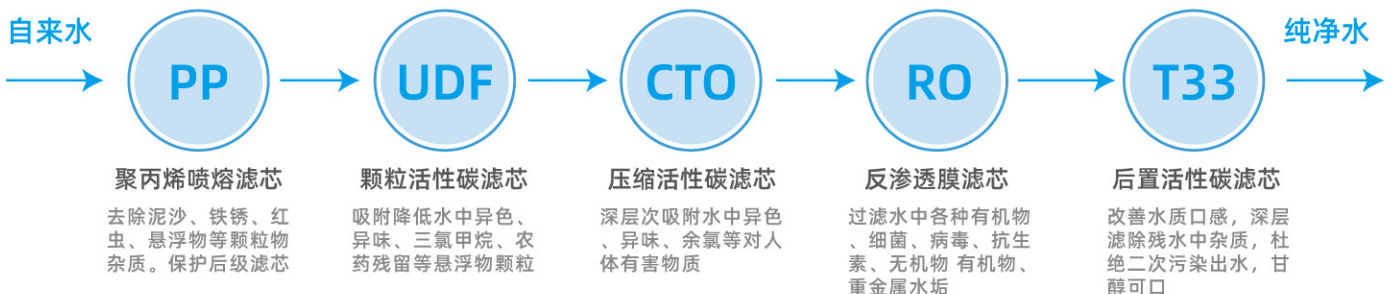 自来水
纯净水
PP
UDF
CTO
RO
T33
聚丙烯喷熔滤芯
去除泥沙、铁锈、红
虫、悬浮物等颗粒物
杂质。保护后级滤芯
颗粒活性碳滤芯
吸附降低水中异色、
异味、三氯甲烷、农
药残留等悬浮物颗粒
压缩活性碳滤芯
深层次吸附水中异色
、异味、余氯等对人
体有害物质
反渗透膜滤芯
过滤水中各种有机物
、细菌、病毒、抗生
素、无机物 有机物、
重金属水垢
后置活性碳滤芯
改善水质口感，深层
滤除残水中杂质，杜
绝二次污染出水，甘
醇可口